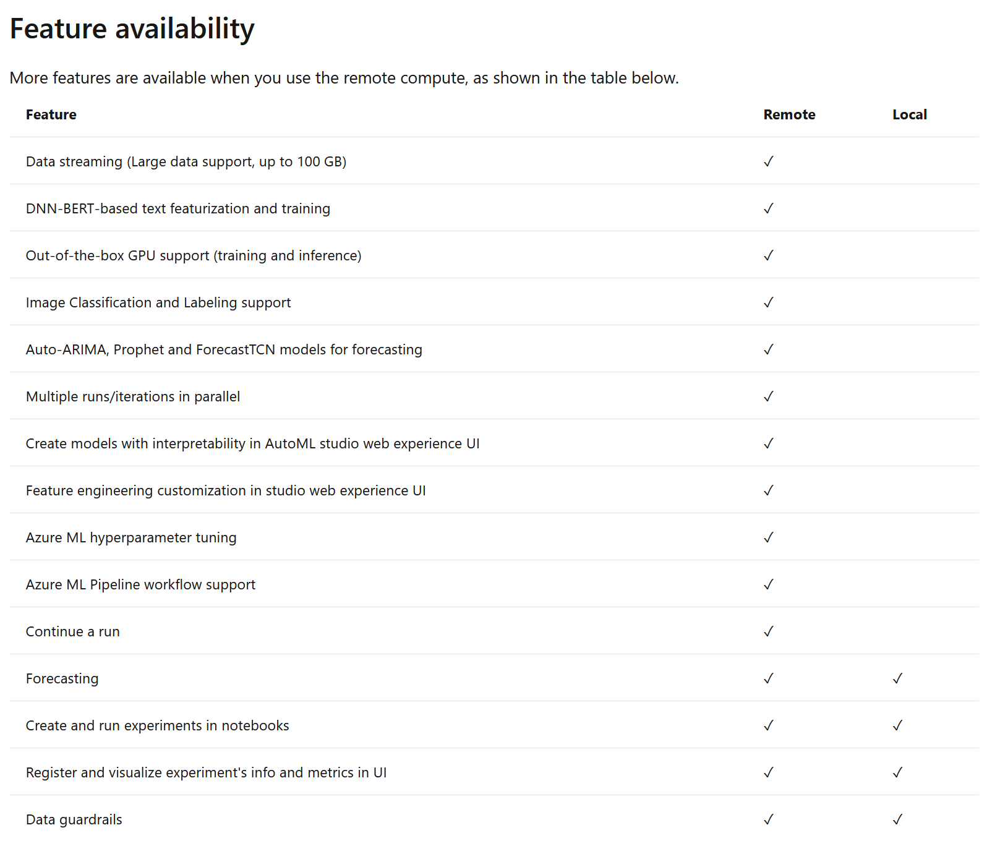 Feature availability
More features are available when you use the remote compute, as shown in the table below.
Feature Remote Local
Data streaming (Large data support, up to 100 GB) ✓
DNN-BERT-based text featurization and training ✓
Out-of-the-box GPU support (training and inference) ✓
Image Classification and Labeling support ✓
Auto-ARIMA, Prophet and ForecastTCN models for forecasting ✓
Multiple runs/iterations in parallel ✓
Create models with interpretability in AutoML studio web experience UI ✓
Feature engineering customization in studio web experience UI ✓
Azure ML hyperparameter tuning ✓
Azure ML Pipeline workflow support ✓
Continue a run ✓
Forecasting ✓ ✓
Create and run experiments in notebooks ✓ ✓
Register and visualize experiment's info and metrics in UI ✓ ✓
Data guardrails ✓ ✓